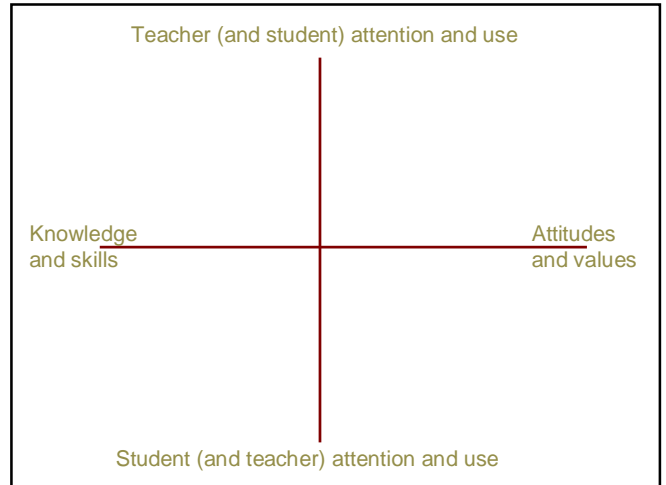 Teacher (and student) attention and use
Knowledge
and skills
Attitudes
and values
Student (and teacher) attention and use